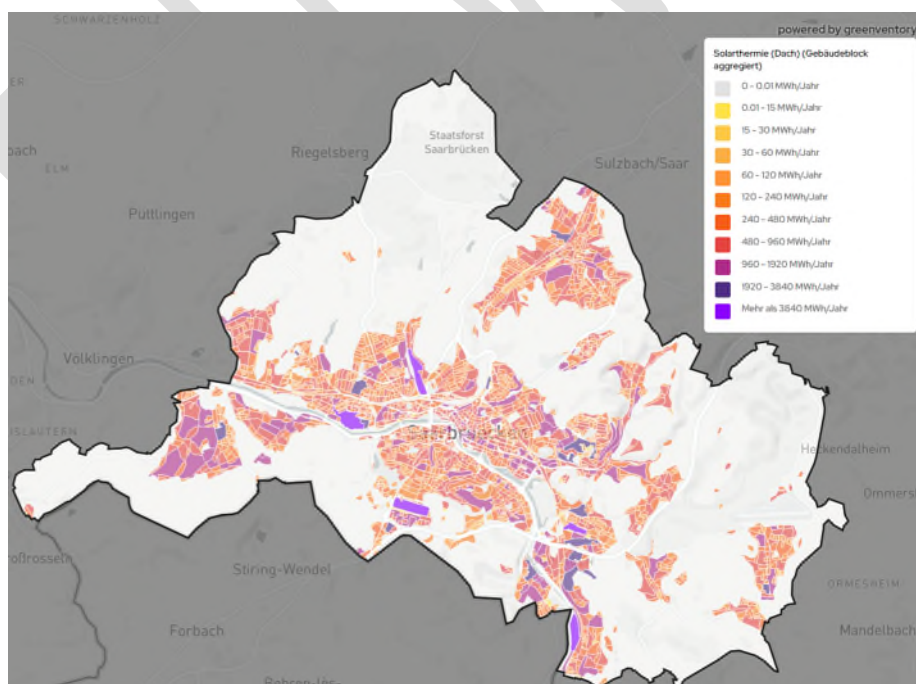 SCHWARZENHOLZ
powered by greenventory
Solarthermie (Dach) (Gebäudeblock
aggregiert)
0 - 0.01 MWh/Jahr
0.01 - 15 MWh/Jahr
15 - 30 MWh/Jahr
30 - 60 MWh/Jahr
60 - 120 MWh/Jahr
120 - 240 MWh/Jahr
240 - 480 MWh/Jahr
480 - 960 MWh/Jahr
960 - 1920 MWh/Jahr
1920 - 3840 MWh/Jahr
Mehr als 3840 MWh/Jahr
Staatsforst
Saarbrücken
Riegelsberg
Sulzbach/Saar
ELM
Püttlingen
Völklingen
Saarbruecken
Heckendalheim
Ommers
Stiring-Wendel
ORMESHEIM
Forbach
Mandelbach